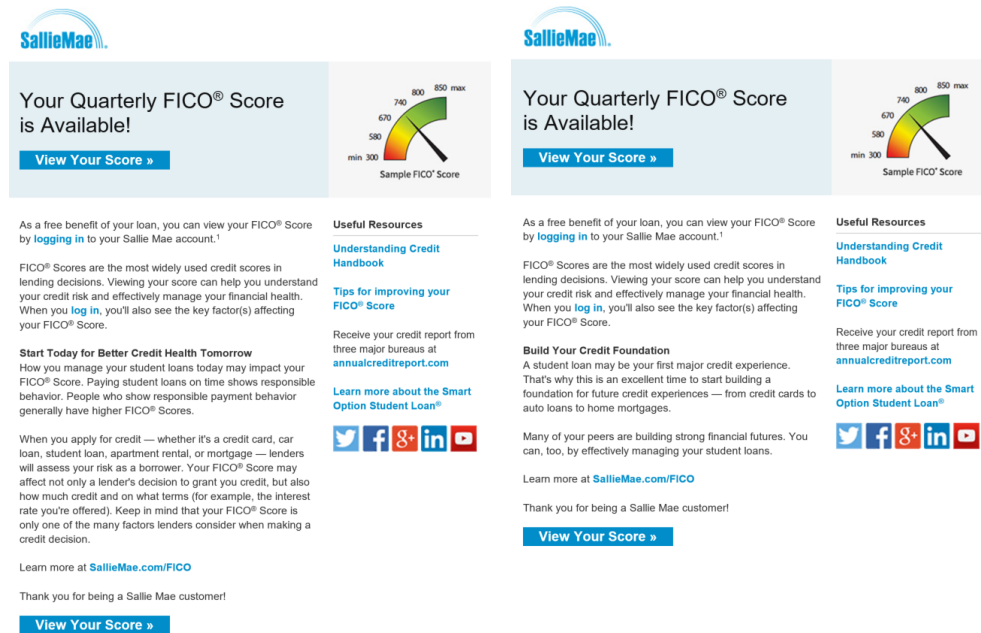 SallieMae
Your Quarterly FICO® Score
is Available!
View Your Score »
850 max
800
740
670
580
min 300
Sample FICO® Score
As a free benefit of your loan, you can view your FICO® Score
by logging in to your Sallie Mae account.¹
FICO® Scores are the most widely used credit scores in
lending decisions. Viewing your score can help you understand
your credit risk and effectively manage your financial health.
When you log in, you'll also see the key factor(s) affecting
your FICO® Score.
Start Today for Better Credit Health Tomorrow
How you manage your student loans today may impact your
FICO® Score. Paying student loans on time shows responsible
behavior. People who show responsible payment behavior
generally have higher FICO® Scores.
When you apply for credit — whether it's a credit card, car
loan, student loan, apartment rental, or mortgage — lenders
will assess your risk as a borrower. Your FICO® Score may
affect not only a lender's decision to grant you credit, but also
how much credit and on what terms (for example, the interest
rate you're offered). Keep in mind that your FICO® Score is
only one of the many factors lenders consider when making a
credit decision.
Learn more at SallieMae.com/FICO
Thank you for being a Sallie Mae customer!
View Your Score »
Useful Resources
Understanding Credit
Handbook
Tips for improving your
FICO® Score
Receive your credit report from
three major bureaus at
annualcreditreport.com
Learn more about the Smart
Option Student Loan®
f
g+
in
SallieMae
Your Quarterly FICO® Score
is Available!
View Your Score »
850 max
800
740
670
580
min 300
Sample FICO® Score
As a free benefit of your loan, you can view your FICO® Score
by logging in to your Sallie Mae account.¹
FICO® Scores are the most widely used credit scores in
lending decisions. Viewing your score can help you understand
your credit risk and effectively manage your financial health.
When you log in, you'll also see the key factor(s) affecting
your FICO® Score.
Build Your Credit Foundation
A student loan may be your first major credit experience.
That's why this is an excellent time to start building a
foundation for future credit experiences — from credit cards to
auto loans to home mortgages.
Many of your peers are building strong financial futures. You
can, too, by effectively managing your student loans.
Learn more at SallieMae.com/FICO
Thank you for being a Sallie Mae customer!
View Your Score »
Useful Resources
Understanding Credit
Handbook
Tips for improving your
FICO® Score
Receive your credit report from
three major bureaus at
annualcreditreport.com
Learn more about the Smart
Option Student Loan®
f
g+
in